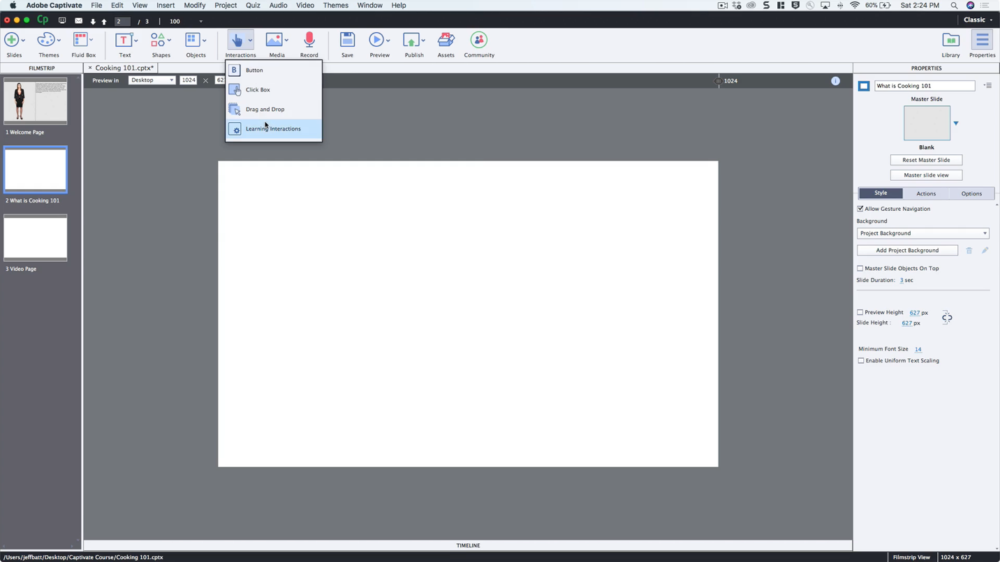 Adobe Captivate File Edit View Insert Modify Project Quiz Audio Video Themes Window Help 60% Sat 2:24 PM
Cp 2 / 3 100 Classic
Slides Themes Fluid Box Text Shapes Objects Interactions Media Record Save Preview Publish Assets Community Library Properties
FILMSTRIP × Cooking 101.cptx* PROPERTIES
Preview in Desktop 1024 × 62 1024
B Button
Click Box
Drag and Drop
Learning Interactions
1 Welcome Page
2 What is Cooking 101
3 Video Page
What is Cooking 101
Master Slide
Blank
Reset Master Slide
Master slide view
Style Actions Options
Allow Gesture Navigation
Background
Project Background
Add Project Background
Master Slide Objects On Top
Slide Duration: 3 sec
Preview Height 627 px
Slide Height : 627 px
Minimum Font Size 14
Enable Uniform Text Scaling
TIMELINE
/Users/jeffbatt/Desktop/Captivate Course/Cooking 101.cptx Filmstrip View 1024 x 627